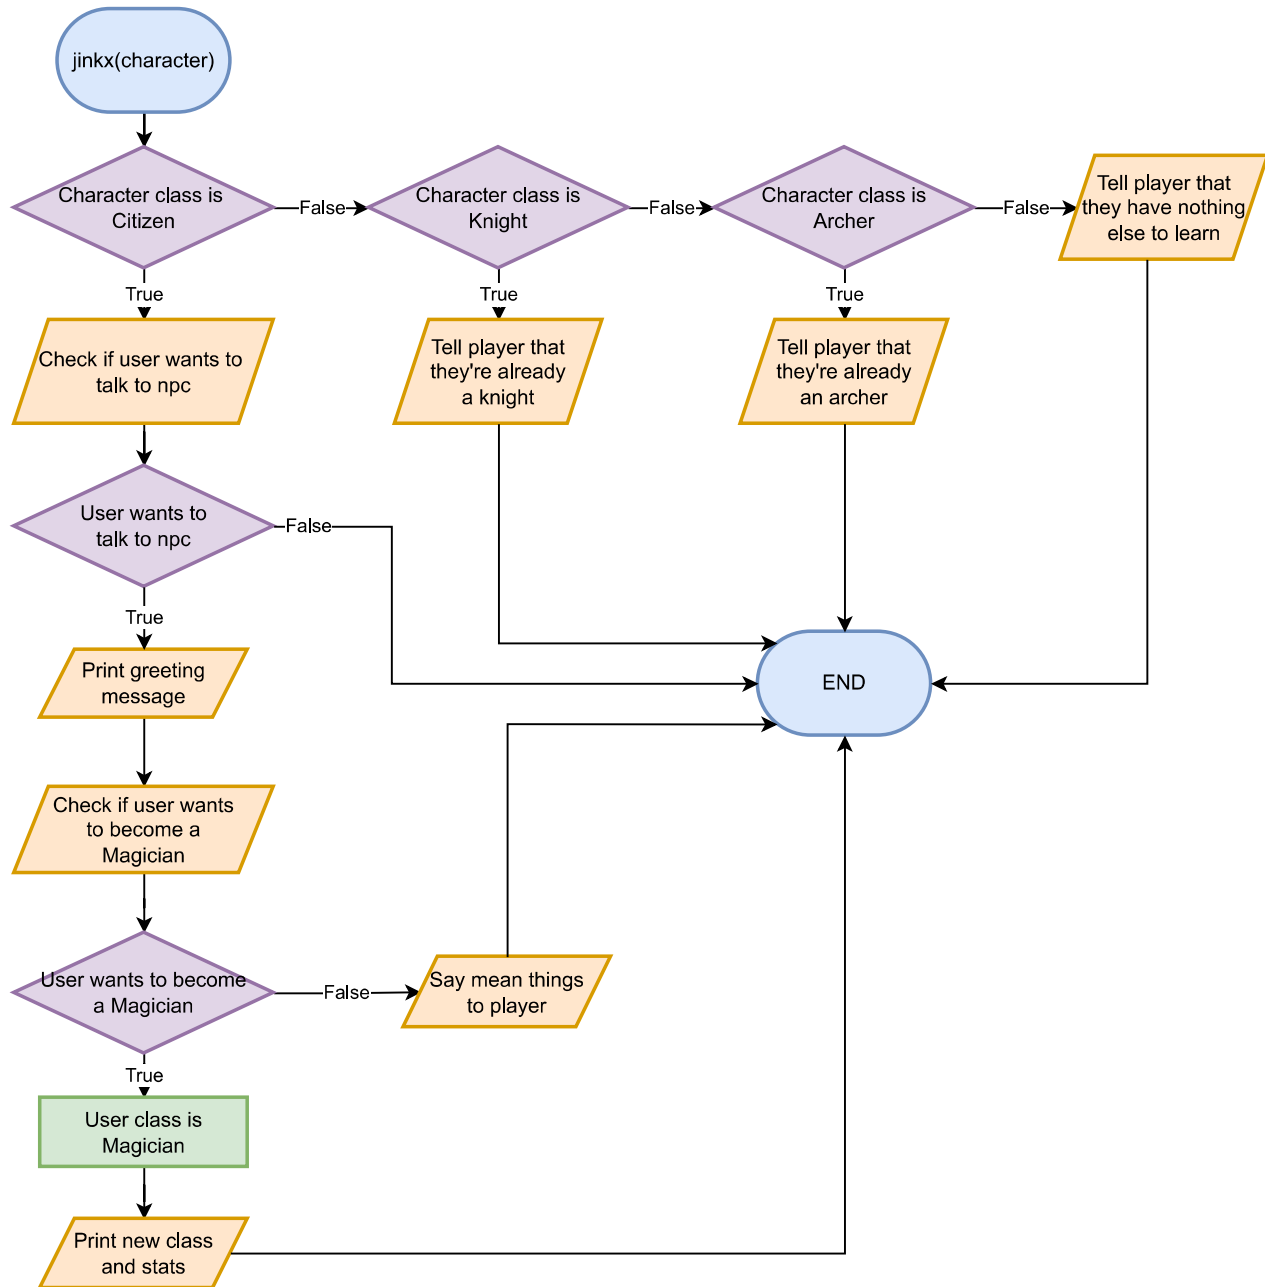 jinkx(character)
Character class is
Citizen
False
Character class is
Knight
False
Character class is
Archer
False
Tell player that
they have nothing
else to learn
True
True
True
Check if user wants to
talk to npc
Tell player that
they're already
a knight
Tell player that
they're already
an archer
User wants to
talk to npc
False
True
Print greeting
message
END
Check if user wants
to become a
Magician
User wants to become
a Magician
False
Say mean things
to player
True
User class is
Magician
Print new class
and stats